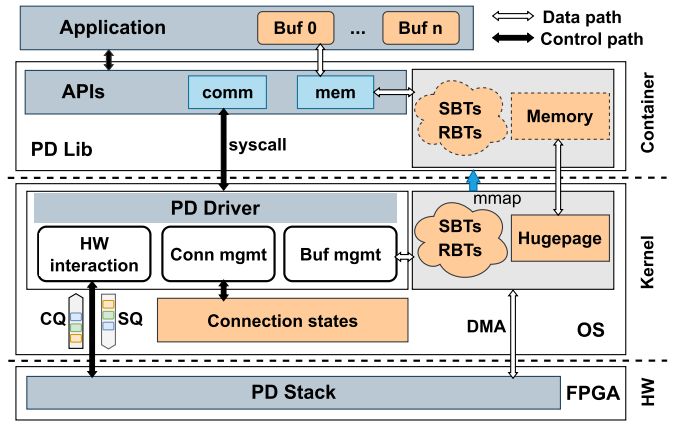 Application
Buf 0
...
Buf n
Data path
Control path
APIs
comm
mem
SBTs
RBTs
Memory
Container
PD Lib
syscall
mmap
PD Driver
HW
interaction
Conn mgmt
Buf mgmt
SBTs
RBTs
Hugepage
Kernel
CQ
SQ
Connection states
DMA
OS
PD Stack
FPGA
HW